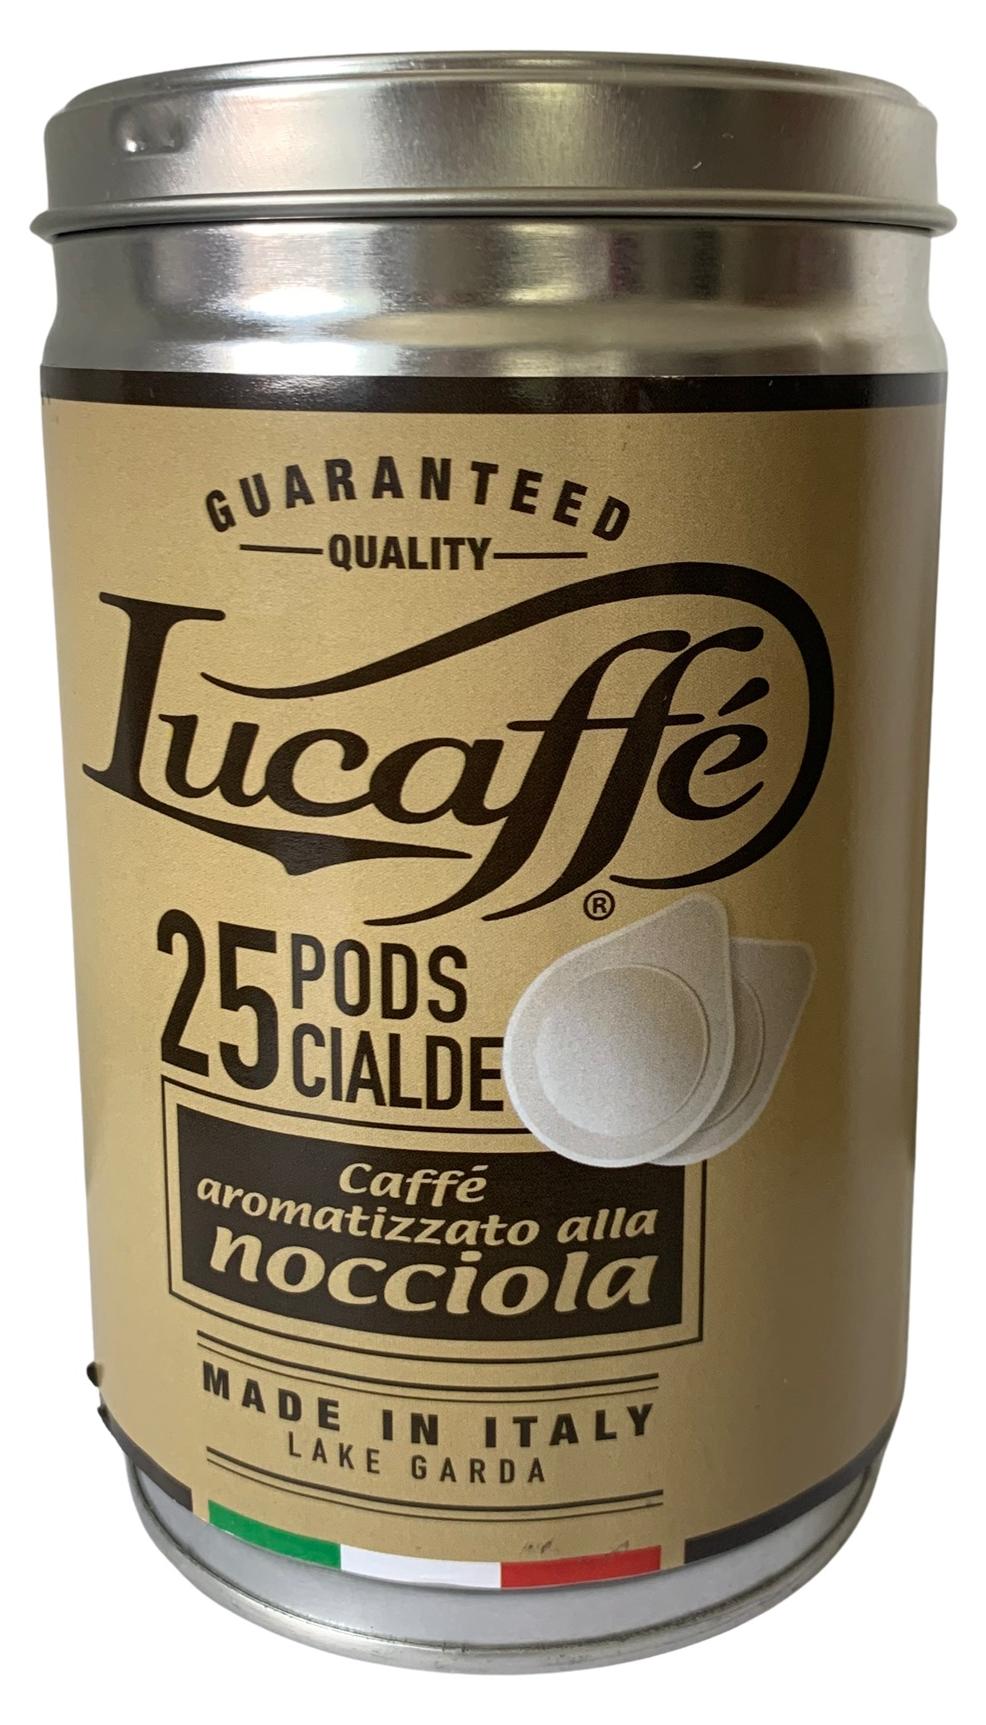 GUARANTEED
QUALITY
Lucaffé
®
25 PODS
CIALDE
Caffé
aromatizzato alla
nocciola
MADE IN ITALY
LAKE GARDA